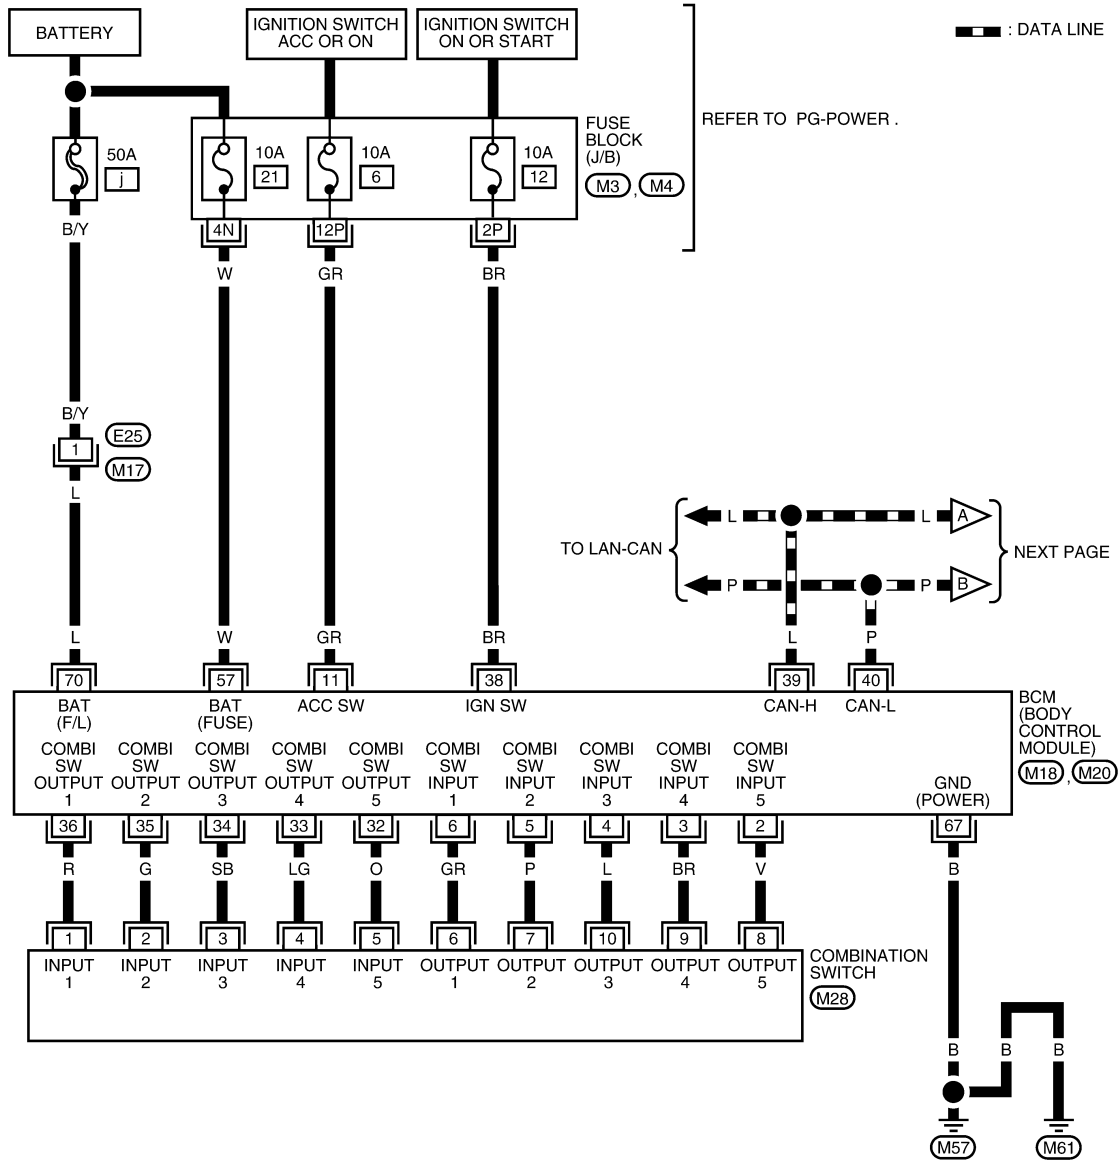 BATTERY
IGNITION SWITCH
ACC OR ON
IGNITION SWITCH
ON OR START
: DATA LINE
REFER TO PG-POWER .
FUSE
BLOCK
(J/B)
M3 , M4
50A
j
10A
21
10A
6
10A
12
4N
12P
2P
B/Y
W
GR
BR
B/Y
1
E25
M17
L
TO LAN-CAN
L
L
A
P
P
B
NEXT PAGE
L
W
GR
BR
L
P
70
57
11
38
39
40
BAT
(F/L)
BAT
(FUSE)
ACC SW
IGN SW
CAN-H
CAN-L
BCM
(BODY
CONTROL
MODULE)
M18 , M20
COMBI
SW
OUTPUT
1
COMBI
SW
OUTPUT
2
COMBI
SW
OUTPUT
3
COMBI
SW
OUTPUT
4
COMBI
SW
OUTPUT
5
COMBI
SW
INPUT
1
COMBI
SW
INPUT
2
COMBI
SW
INPUT
3
COMBI
SW
INPUT
4
COMBI
SW
INPUT
5
GND
(POWER)
36
35
34
33
32
6
5
4
3
2
67
R
G
SB
LG
O
GR
P
L
BR
V
B
1
2
3
4
5
6
7
10
9
8
INPUT
1
INPUT
2
INPUT
3
INPUT
4
INPUT
5
OUTPUT
1
OUTPUT
2
OUTPUT
3
OUTPUT
4
OUTPUT
5
COMBINATION
SWITCH
M28
B
B
B
M57
M61